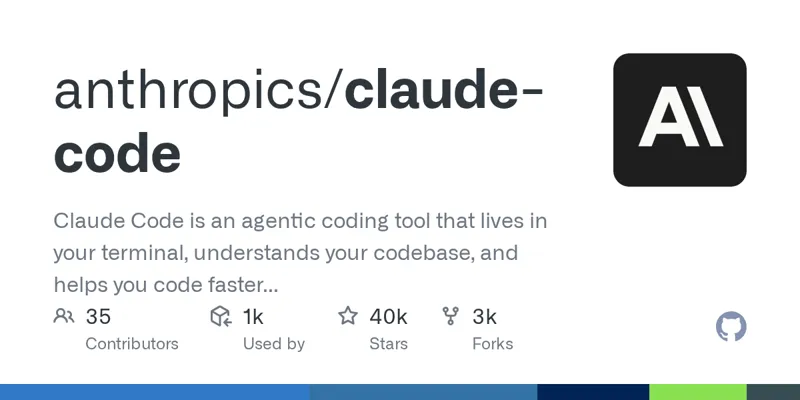 anthropics/claude-
code
Claude Code is an agentic coding tool that lives in
your terminal, understands your codebase, and
helps you code faster...
35 1k 40k 3k
Contributors Used by Stars Forks
AI